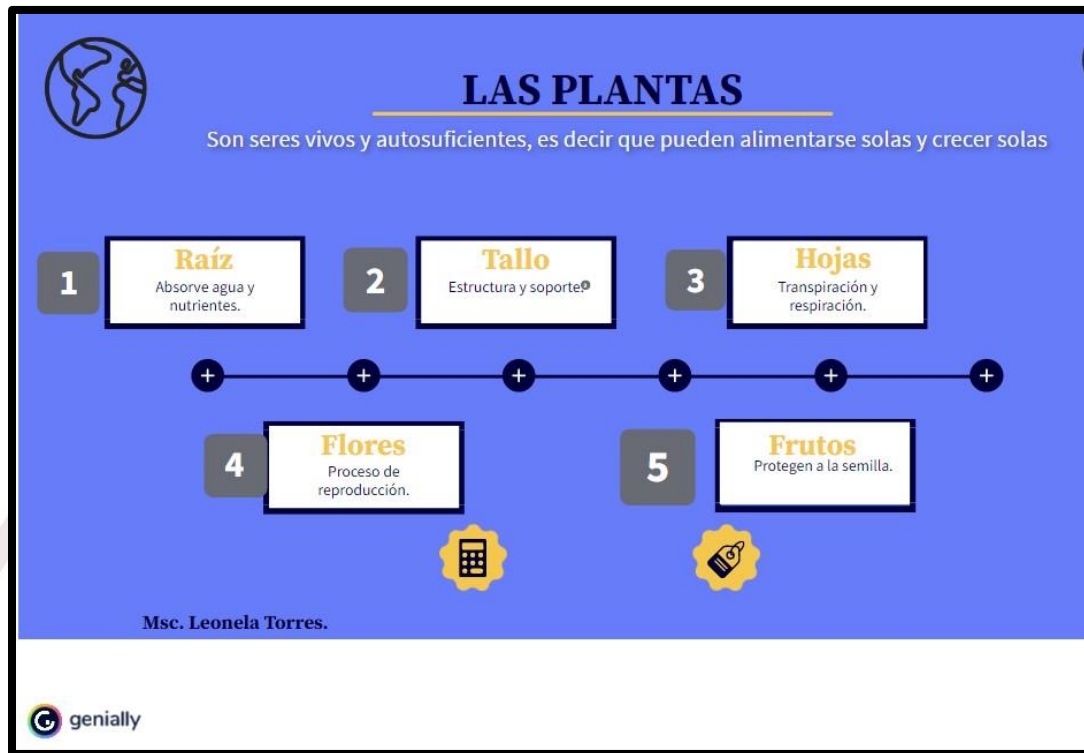 LAS PLANTAS
Son seres vivos y autosuficientes, es decir que pueden alimentarse solas y crecer solas
1
Raíz
Absorve agua y
nutrientes.
2
Tallo
Estructura y soporte.
3
Hojas
Transpiración y
respiración.
4
Flores
Proceso de
reproducción.
5
Frutos
Protegen a la semilla.
Msc. Leonela Torres.
genially